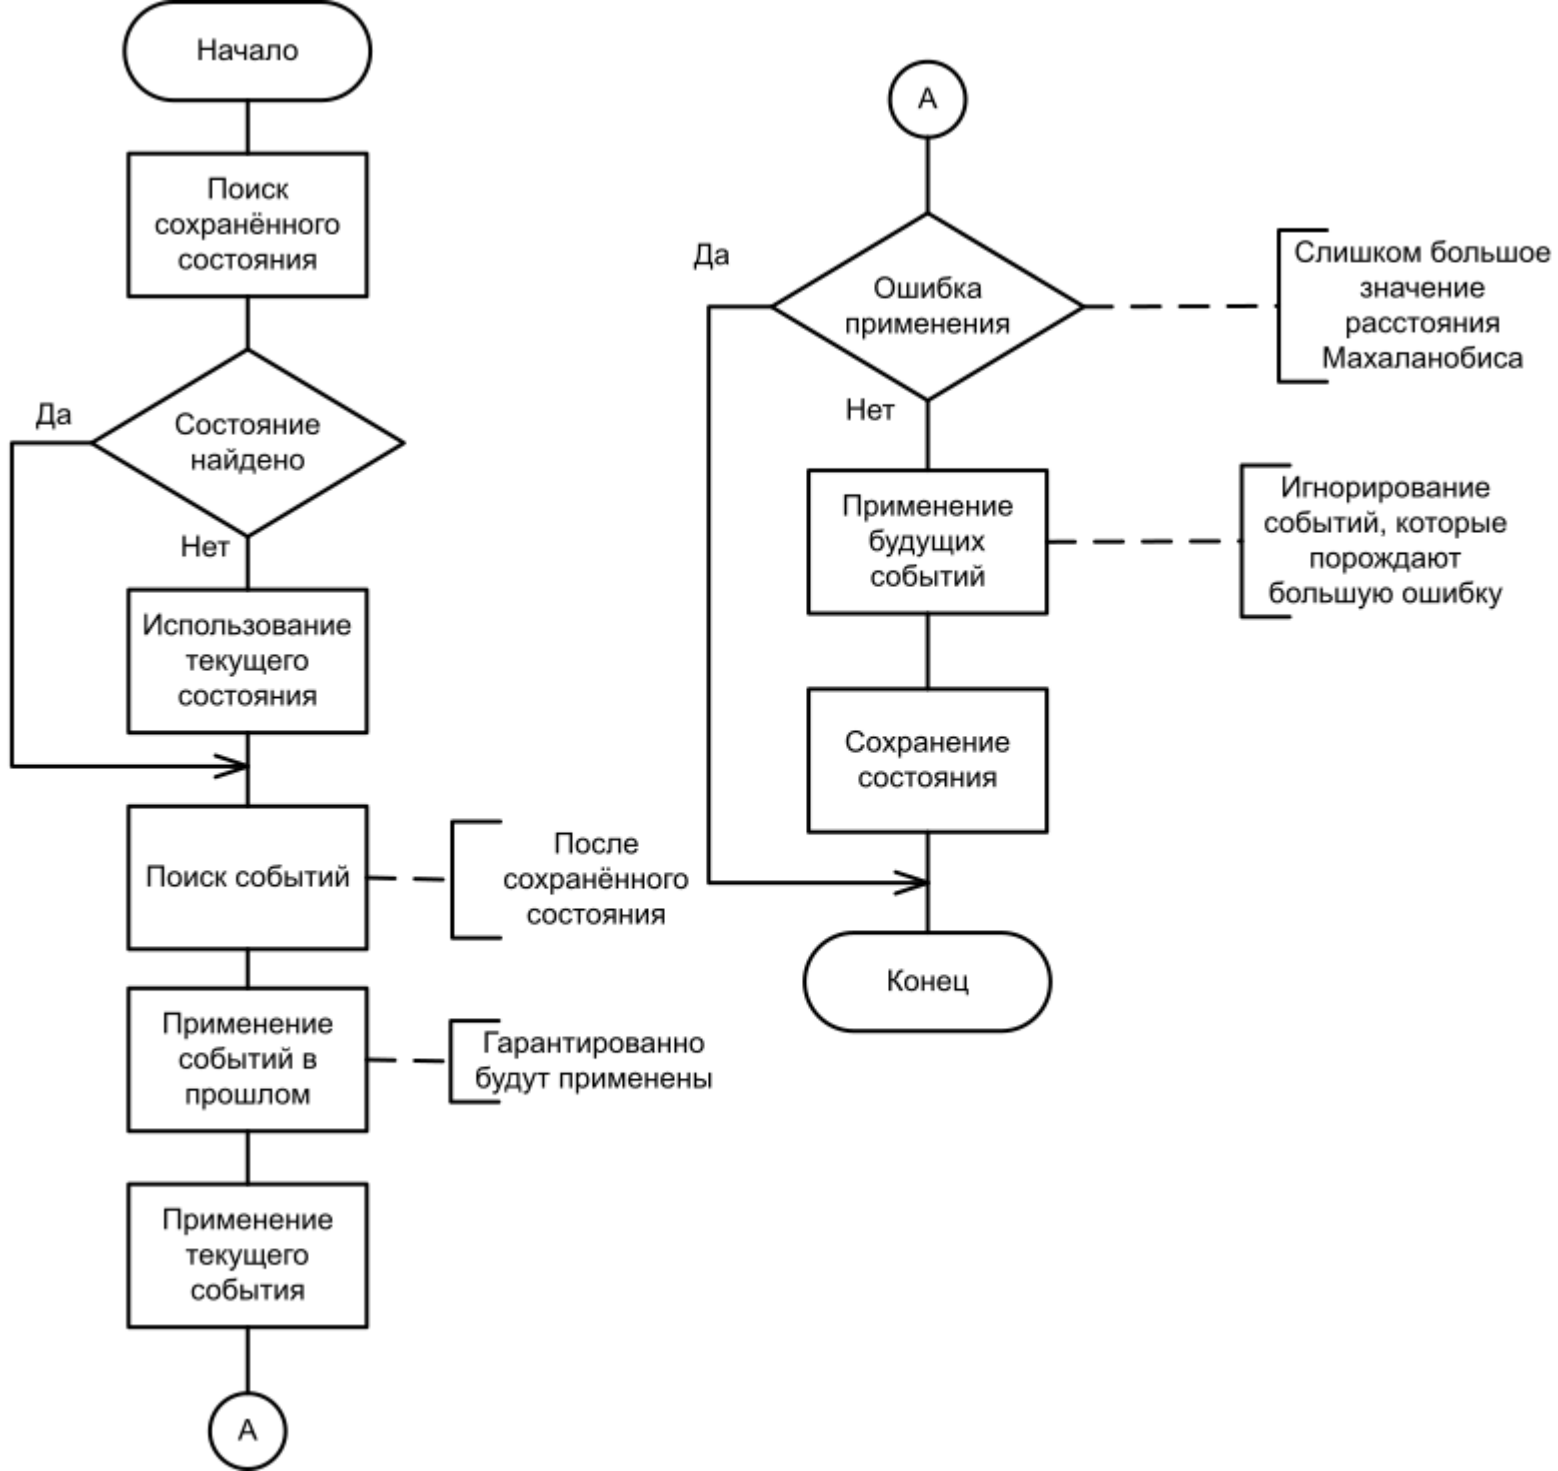 Начало
Поиск
сохранённого
состояния
Да
Состояние
найдено
Нет
Использование
текущего
состояния
Поиск событий
После
сохранённого
состояния
Применение
событий в
прошлом
Гарантированно
будут применены
Применение
текущего
события
А
А
Да
Ошибка
применения
Слишком большое
значение
расстояния
Махаланобиса
Нет
Применение
будущих
событий
Игнорирование
событий, которые
порождают
большую ошибку
Сохранение
состояния
Конец